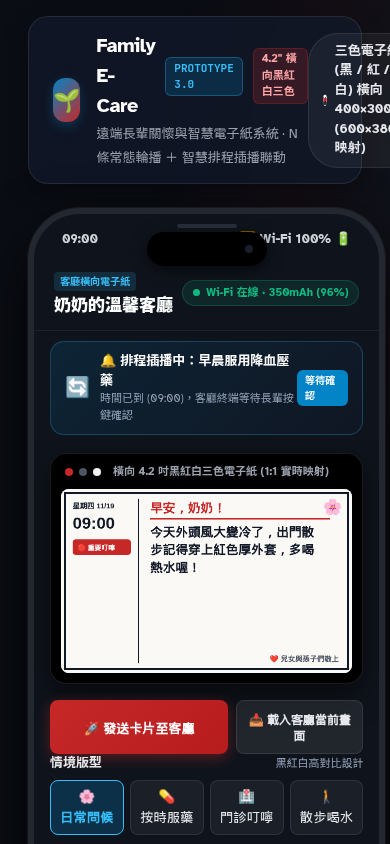 Family
E-
Care
PROTOTYPE
3.0
4.2" 橫
向黑紅
白三色
遠端長輩關懷與智慧電子紙系統 · N
條常態輪播 ＋ 智慧排程插播聯動
三色電子紙
(黑 / 紅 /
白) 橫向
400×300
映射)
09:00
Wi-Fi 100%
客廳橫向電子紙
奶奶的溫馨客廳
Wi-Fi 在線 · 350mAh (96%)
🔔 排程插播中：早晨服用降血壓
藥
時間已到 (09:00)，客廳終端等待長輩按
鍵確認
等待確
認
橫向 4.2 吋黑紅白三色電子紙 (1:1 實時映射)
星期四 11/19
09:00
🔴 重要叮嚀
早安，奶奶！
今天外頭風大變冷了，出門散
步記得穿上紅色厚外套，多喝
熱水喔！
❤️ 兒女與孫子們敬上
🚀 發送卡片至客廳
📥 載入客廳當前畫
面
情境版型
黑紅白高對比設計
日常問候
按時服藥
門診叮嚀
散步喝水